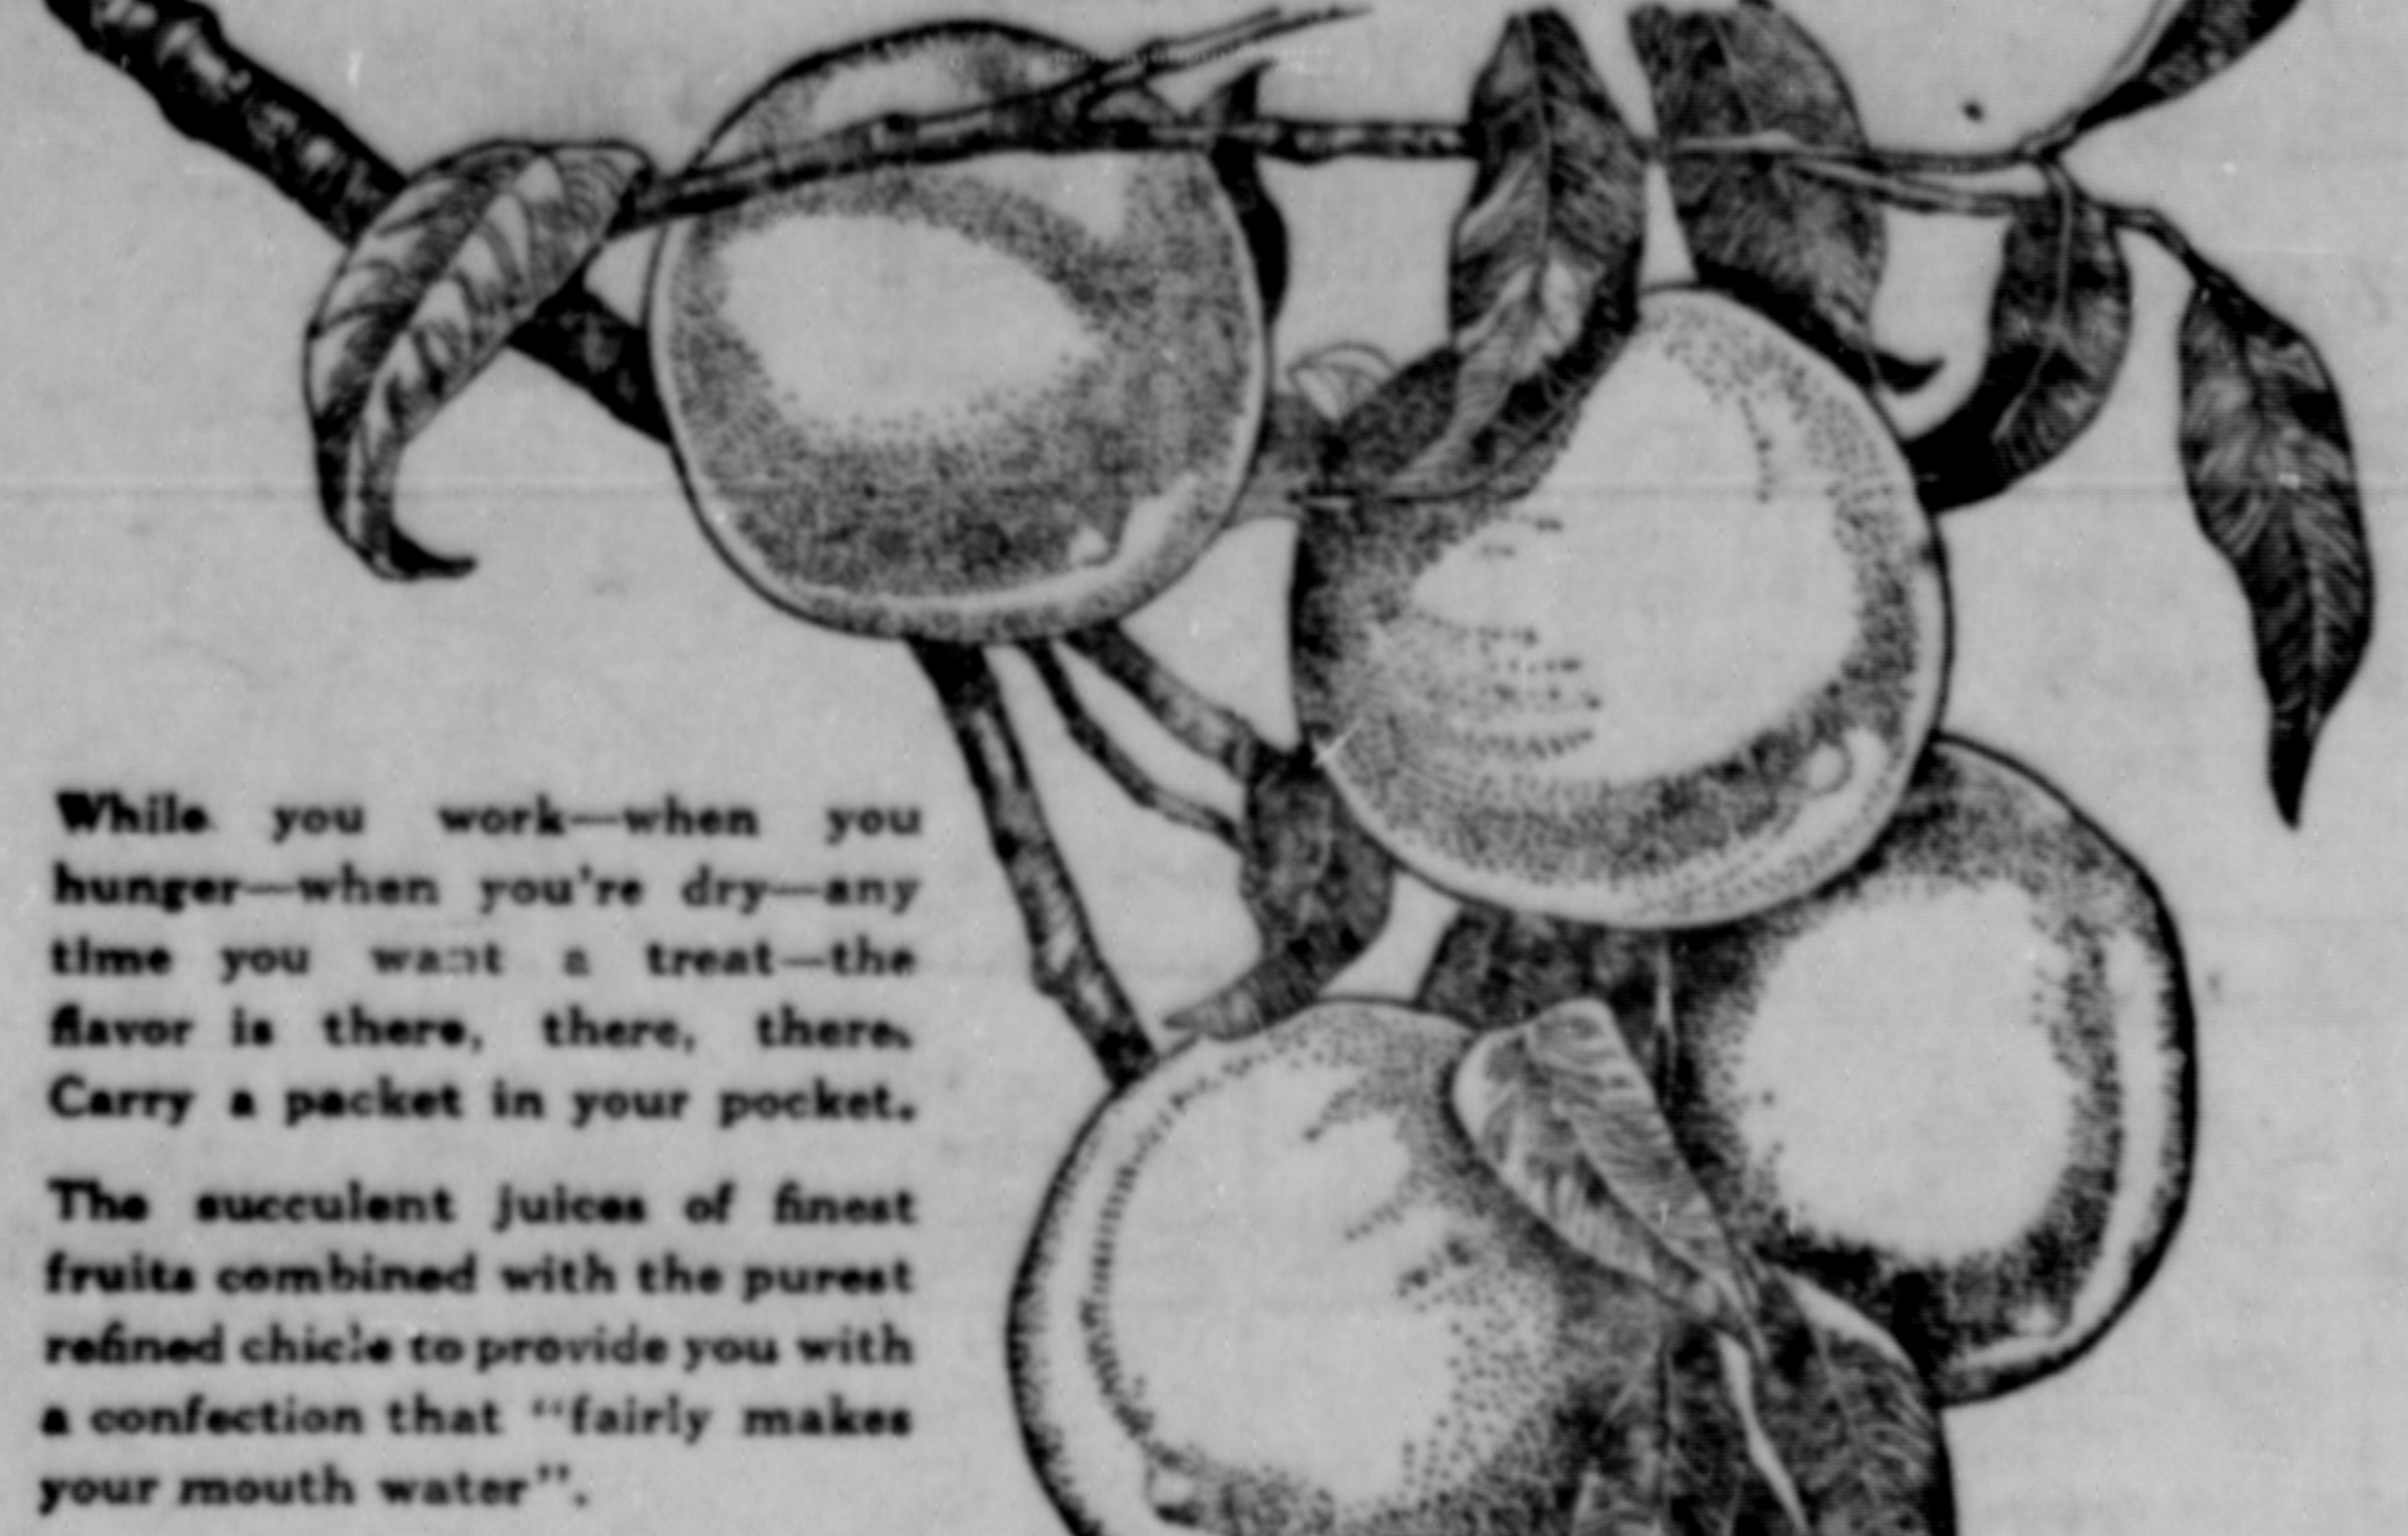 While you work—when you
hunger—when you're dry—any
time you want a treat—the
flavor is there, there, there.
Carry a packet in your pocket.
The succulent juices of finest
fruits combined with the purest
refined chicle to provide you with
a confection that “fairly makes
your mouth water”.